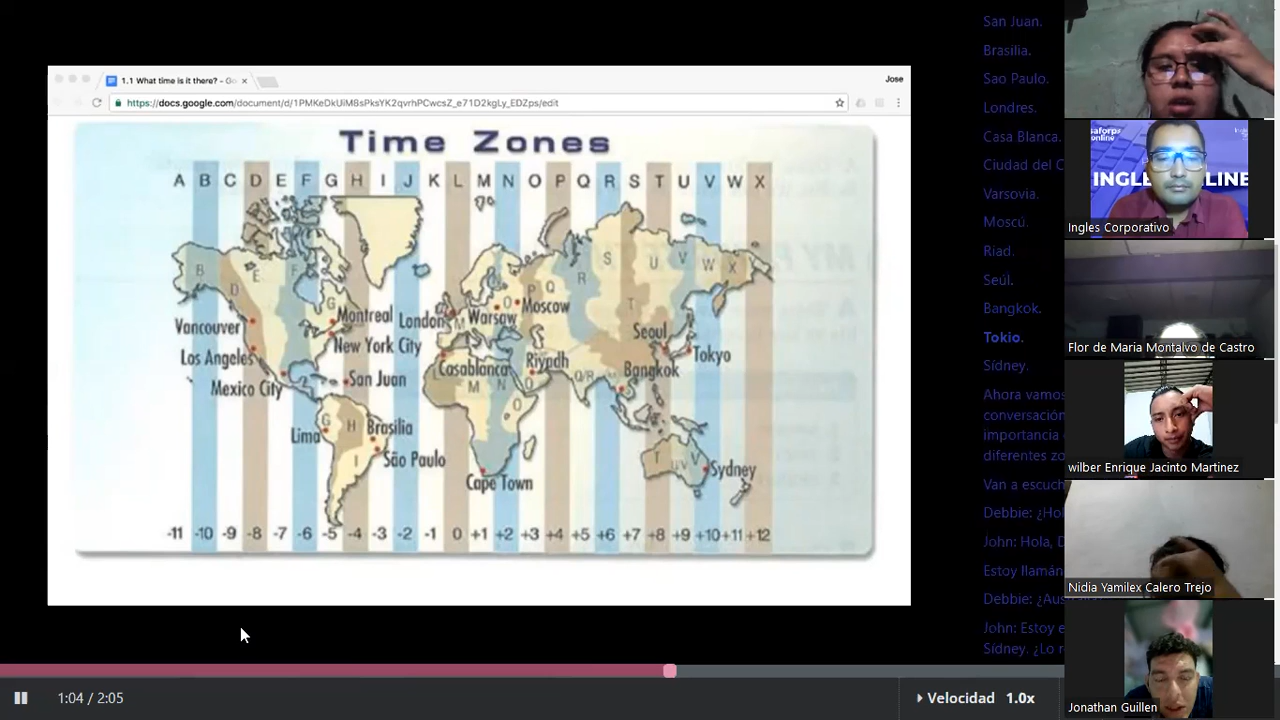 1.1 What time is it there? - Go
Jose
https://docs.google.com/document/d/1PMKeDkUiM8sPksYK2qvrhPCwcsZ_e71D2kgLy_EDZps/edit
Time Zones
A B C D E F G H I J K L M N O P Q R S T U V W X
B
D
E
F
G
Vancouver
Los Angeles
Mexico City
Montreal
New York City
San Juan
Lima
G
H
Brasilia
I
São Paulo
London
M
Warsaw
O
Moscow
P
Q
R
S
T
U
V
W
X
Casablanca
L
M
N
Riyadh
Q/R
Cape Town
Seoul
Tokyo
Bangkok
T
U/V
V
Sydney
-11 -10 -9 -8 -7 -6 -5 -4 -3 -2 -1 0 +1 +2 +3 +4 +5 +6 +7 +8 +9 +10 +11 +12
1:04 / 2:05
Velocidad 1.0x
San Juan.
Brasilia.
Sao Paulo.
Londres.
Casa Blanca.
Ciudad del C
Varsovia.
Moscú.
Riad.
Seúl.
Bangkok.
Tokio.
Sídney.
Ahora vamos
conversación
importancia
diferentes zo
Van a escuch
Debbie: ¿Hol
John: Hola, D
Estoy llamán
Debbie: ¿Aus
John: Estoy e
Sídney. ¿Lo r
INGL
LINE
Ingles Corporativo
Flor de Maria Montalvo de Castro
wilber Enrique Jacinto Martinez
Nidia Yamilex Calero Trejo
Jonathan Guillen